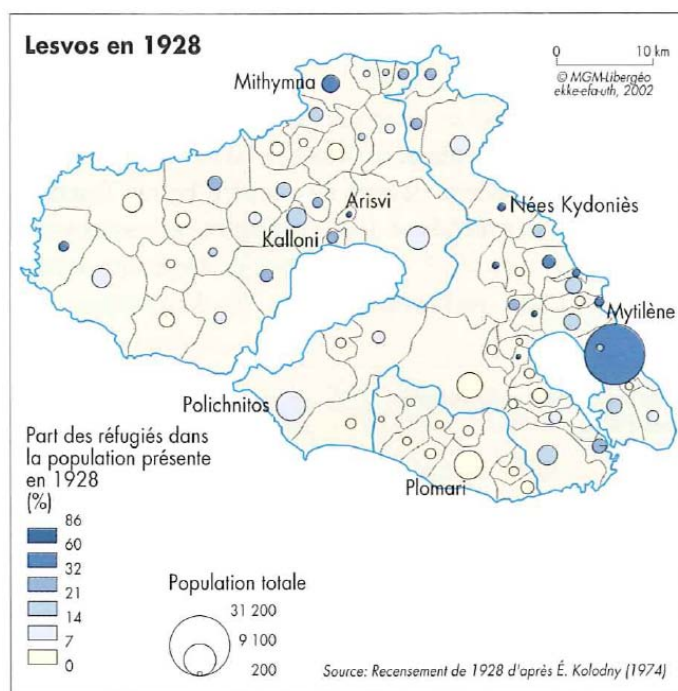 Lesvos en 1928
0 10 km
© MGM-Libergéo
ekke-efa-uth, 2002
Mithymna
Arisvi
Nées Kydoniès
Kalloni
Mytilène
Polichnitos
Plomari
Part des réfugiés dans
la population présente
en 1928
(%)
86
60
32
21
14
7
0
Population totale
31 200
9 100
200
Source: Recensement de 1928 d'après É. Kolodny (1974)